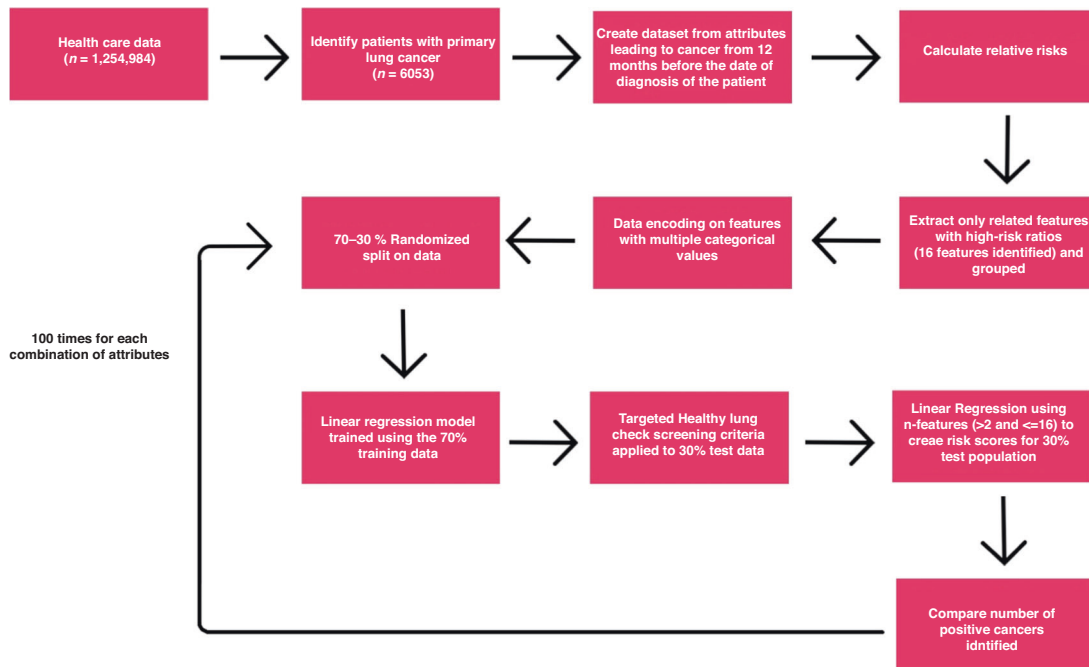 Health care data
(n = 1,254,984)
Identify patients with primary
lung cancer
(n = 6053)
Create dataset from attributes
leading to cancer from 12
months before the date of
diagnosis of the patient
Calculate relative risks
Extract only related features
with high-risk ratios
(16 features identified) and
grouped
Data encoding on features
with multiple categorical
values
70–30 % Randomized
split on data
100 times for each
combination of attributes
Linear regression model
trained using the 70%
training data
Targeted Healthy lung
check screening criteria
applied to 30% test data
Linear Regression using
n-features (>2 and <=16) to
creae risk scores for 30%
test population
Compare number of
positive cancers
idntified